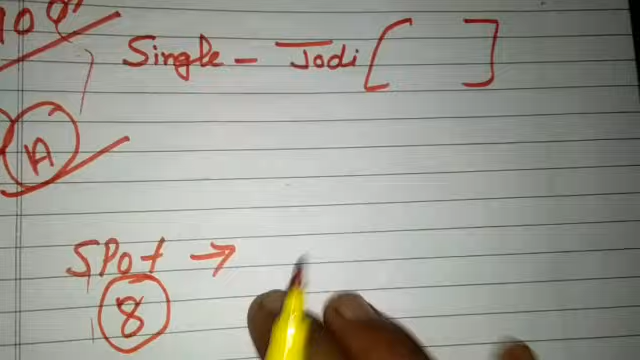 Single - Jodi [ ]
A
SPot →
8